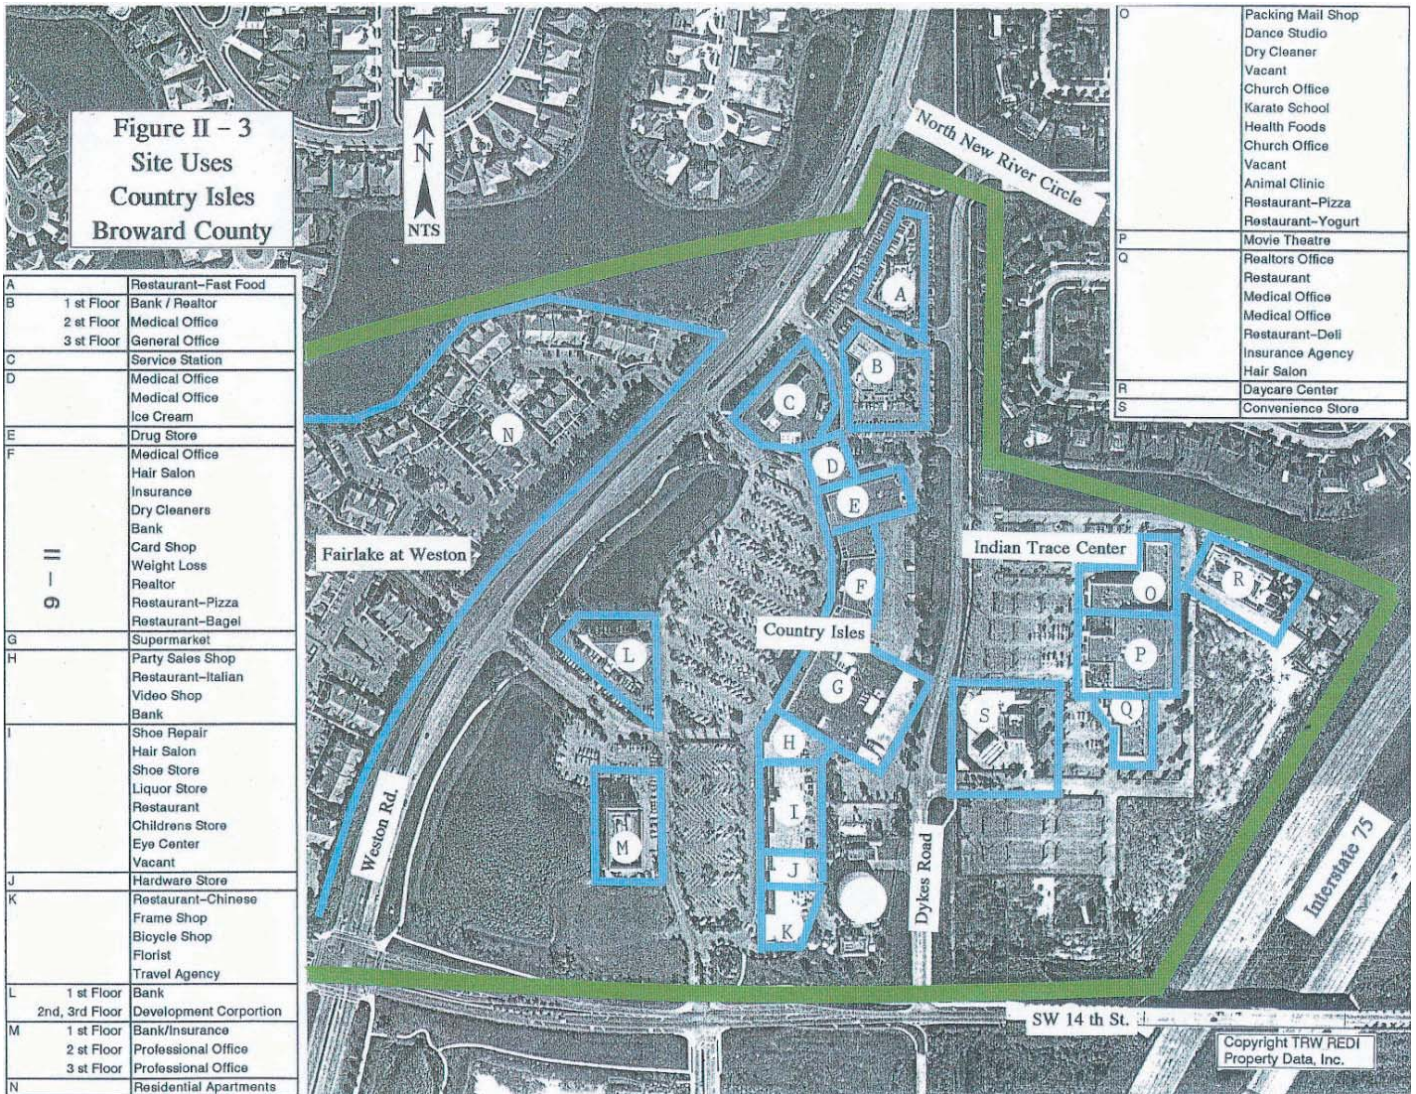 Figure II – 3
Site Uses
Country Isles
Broward County
N
NTS
North New River Circle
A Restaurant–Fast Food
B 1 st Floor Bank / Realtor
2 st Floor Medical Office
3 st Floor General Office
C Service Station
D Medical Office
Medical Office
Ice Cream
E Drug Store
F Medical Office
Hair Salon
Insurance
Dry Cleaners
Bank
Card Shop
Weight Loss
Realtor
Restaurant–Pizza
Restaurant–Bagel
II – 9
G Supermarket
H Party Sales Shop
Restaurant–Italian
Video Shop
Bank
I Shoe Repair
Hair Salon
Shoe Store
Liquor Store
Restaurant
Childrens Store
Eye Center
Vacant
J Hardware Store
K Restaurant–Chinese
Frame Shop
Bicycle Shop
Florist
Travel Agency
L 1 st Floor Bank
2nd, 3rd Floor Development Corportion
M 1 st Floor Bank/Insurance
2 st Floor Professional Office
3 st Floor Professional Office
N Residential Apartments
O Packing Mail Shop
Dance Studio
Dry Cleaner
Vacant
Church Office
Karate School
Health Foods
Church Office
Vacant
Animal Clinic
Restaurant–Pizza
Restaurant–Yogurt
P Movie Theatre
Q Realtors Office
Restaurant
Medical Office
Medical Office
Restaurant–Deli
Insurance Agency
Hair Salon
R Daycare Center
S Convenience Store
A
B
C
N
D
E
Fairlake at Weston
Indian Trace Center
F
O
R
Country Isles
L
P
G
S
Q
H
I
Weston Rd.
M
J
K
Dykes Road
Interstate 75
SW 14 th St.
Copyright TRW REDI
Property Data, Inc.